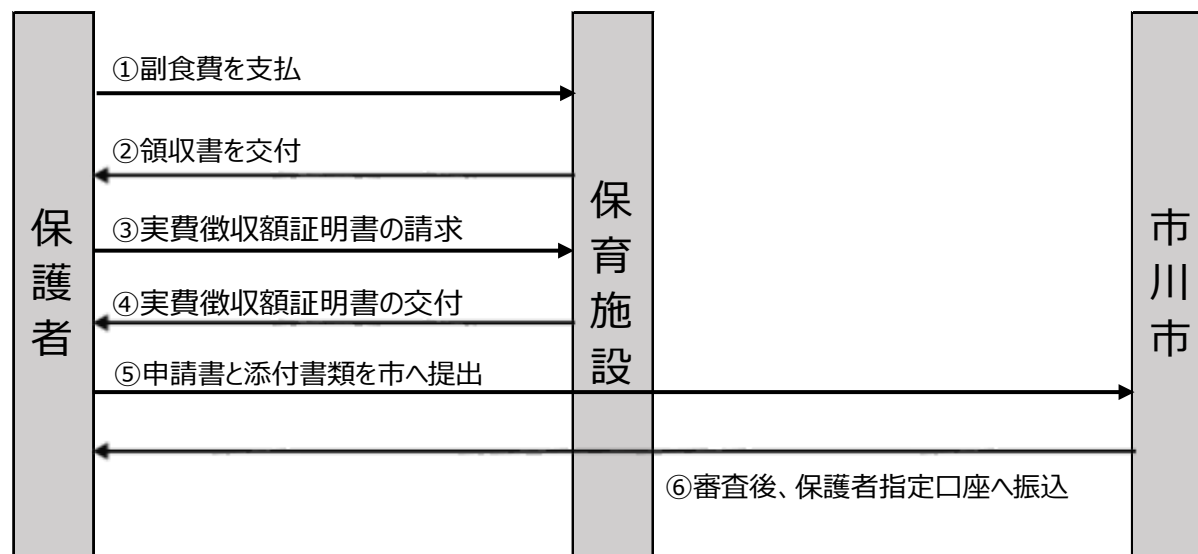 ①副食費を支払
②領収書を交付
③実費徴収額証明書の請求
④実費徴収額証明書の交付
⑤申請書と添付書類を市へ提出
⑥審査後、保護者指定口座へ振込
保護者
保育施設
市川市